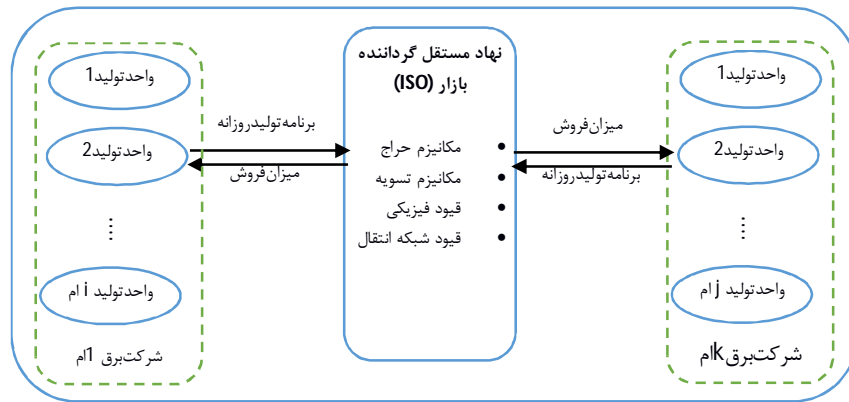 واحدتولید1
واحدتولید2
⋮
واحدتولید j ام
شرکت‌برق kام
میزان‌فروش
برنامه‌تولیدروزانه
نهاد مستقل گرداننده
بازار (ISO)
• مکانیزم حراج
• مکانیزم تسویه
• قیود فیزیکی
• قیود شبکه انتقال
برنامه‌تولیدروزانه
میزان‌فروش
واحدتولید1
واحدتولید2
⋮
واحدتولید i ام
شرکت‌برق 1ام